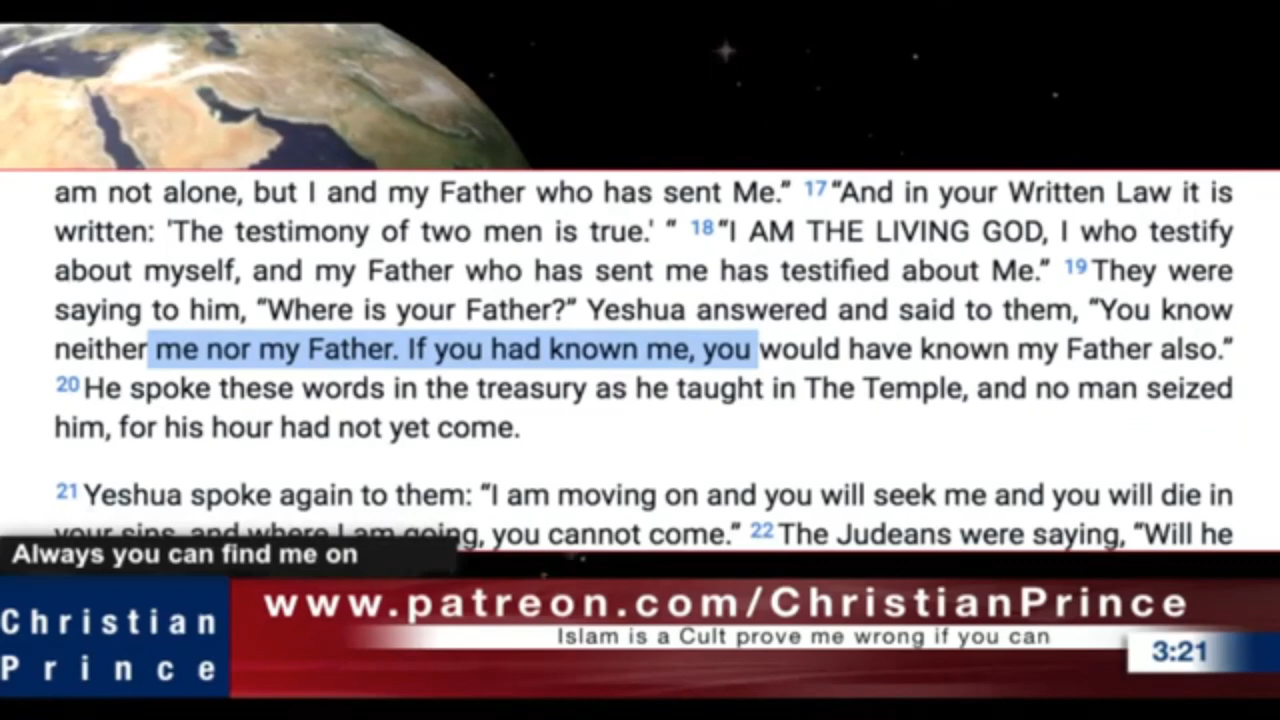 am not alone, but I and my Father who has sent Me.” 17 “And in your Written Law it is
written: 'The testimony of two men is true.' “ 18 “I AM THE LIVING GOD, I who testify
about myself, and my Father who has sent me has testified about Me.” 19 They were
saying to him, “Where is your Father?” Yeshua answered and said to them, “You know
neither me nor my Father. If you had known me, you would have known my Father also.”
20 He spoke these words in the treasury as he taught in The Temple, and no man seized
him, for his hour had not yet come.
21 Yeshua spoke again to them: “I am moving on and you will seek me and you will die in
your sins, and where I am going, you cannot come.” 22 The Judeans were saying, “Will he
Always you can find me on
Christian
Prince
www.patreon.com/ChristianPrince
Islam is a Cult prove me wrong if you can
3:21